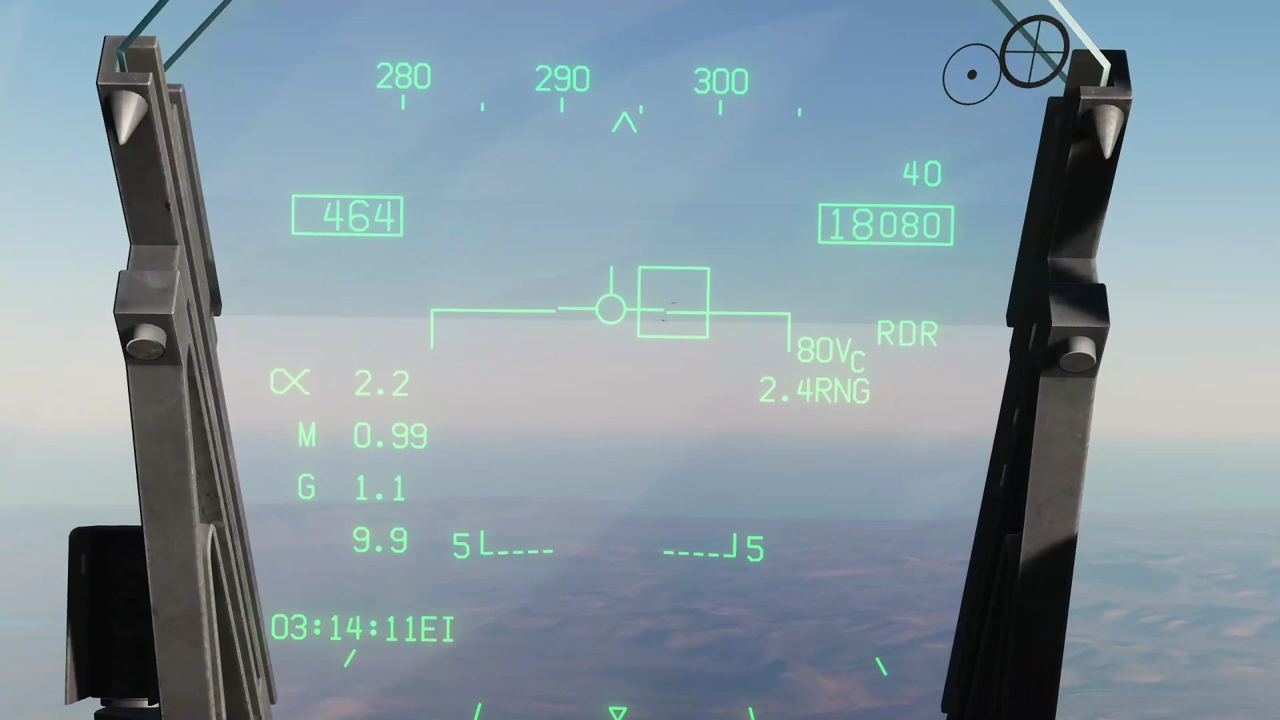 280 290 300
40
464 18080
RDR
80Vc
α 2.2 2.4RNG
M 0.99
G 1.1
9.9 5 5
03:14:11EI